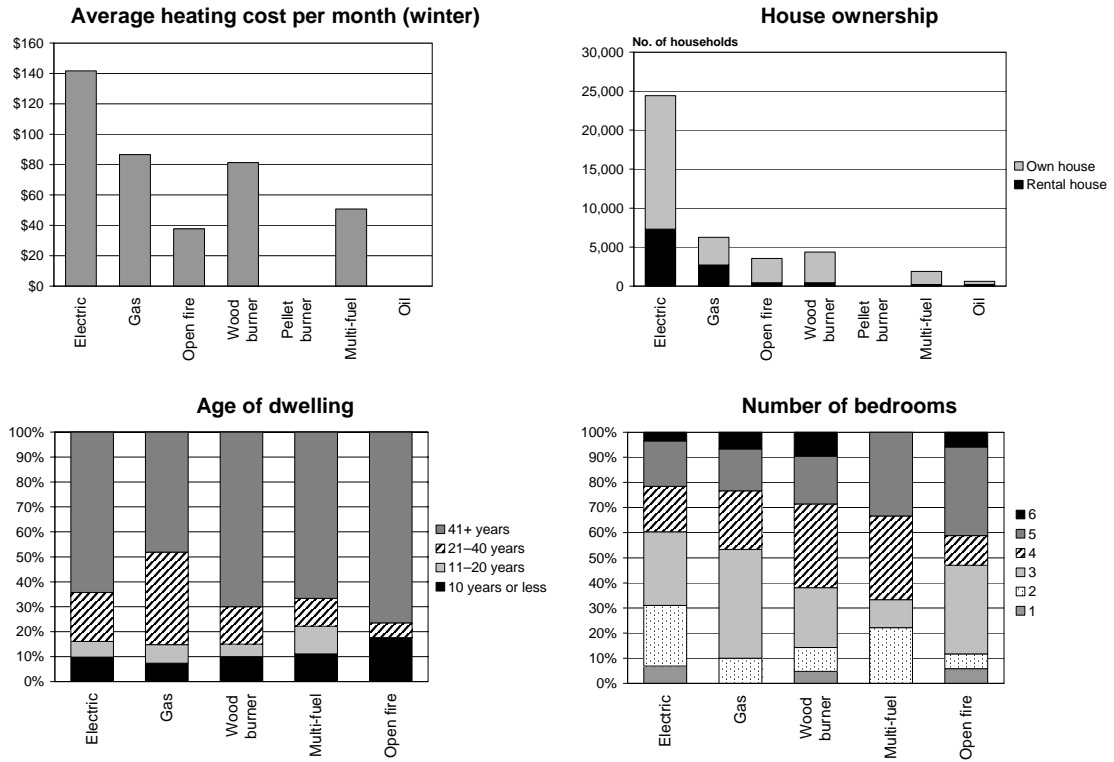 Average heating cost per month (winter)
$160
$140
$120
$100
$80
$60
$40
$20
$0
Electric
Gas
Open fire
Wood
burner
Pellet
burner
Multi-fuel
Oil
House ownership
No. of households
30,000
25,000
20,000
15,000
10,000
5,000
0
Electric
Gas
Open fire
Wood
burner
Pellet
burner
Multi-fuel
Oil
Own house
Rental house
Age of dwelling
100%
90%
80%
70%
60%
50%
40%
30%
20%
10%
0%
Electric
Gas
Wood
burner
Multi-fuel
Open fire
41+ years
21–40 years
11–20 years
10 years or less
Number of bedrooms
100%
90%
80%
70%
60%
50%
40%
30%
20%
10%
0%
Electric
Gas
Wood
burner
Multi-fuel
Open fire
6
5
4
3
2
1